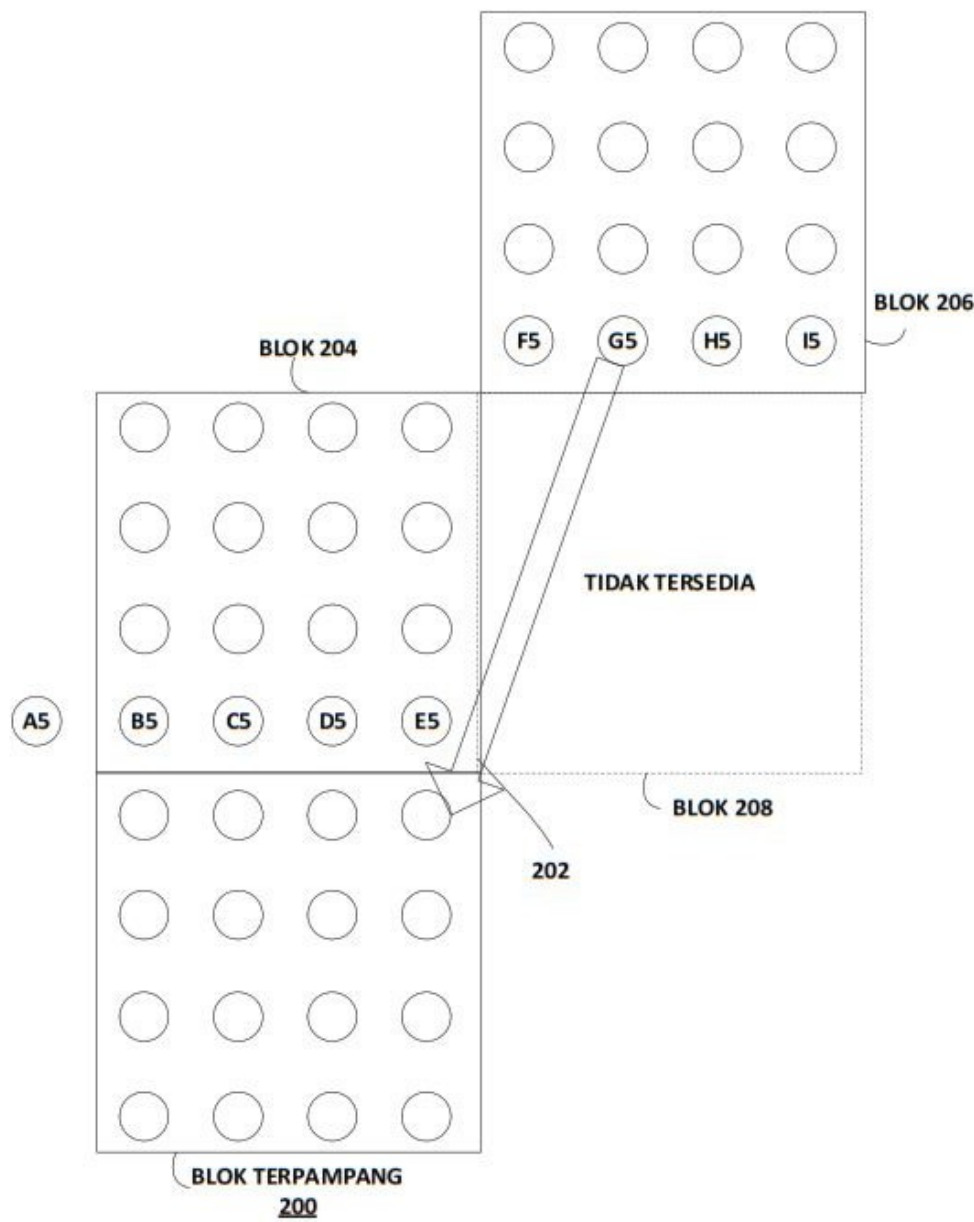 BLOK 206
F5 G5 H5 I5
BLOK 204
TIDAK TERSEDIA
A5 B5 C5 D5 E5
BLOK 208
202
BLOK TERPAMPANG
200